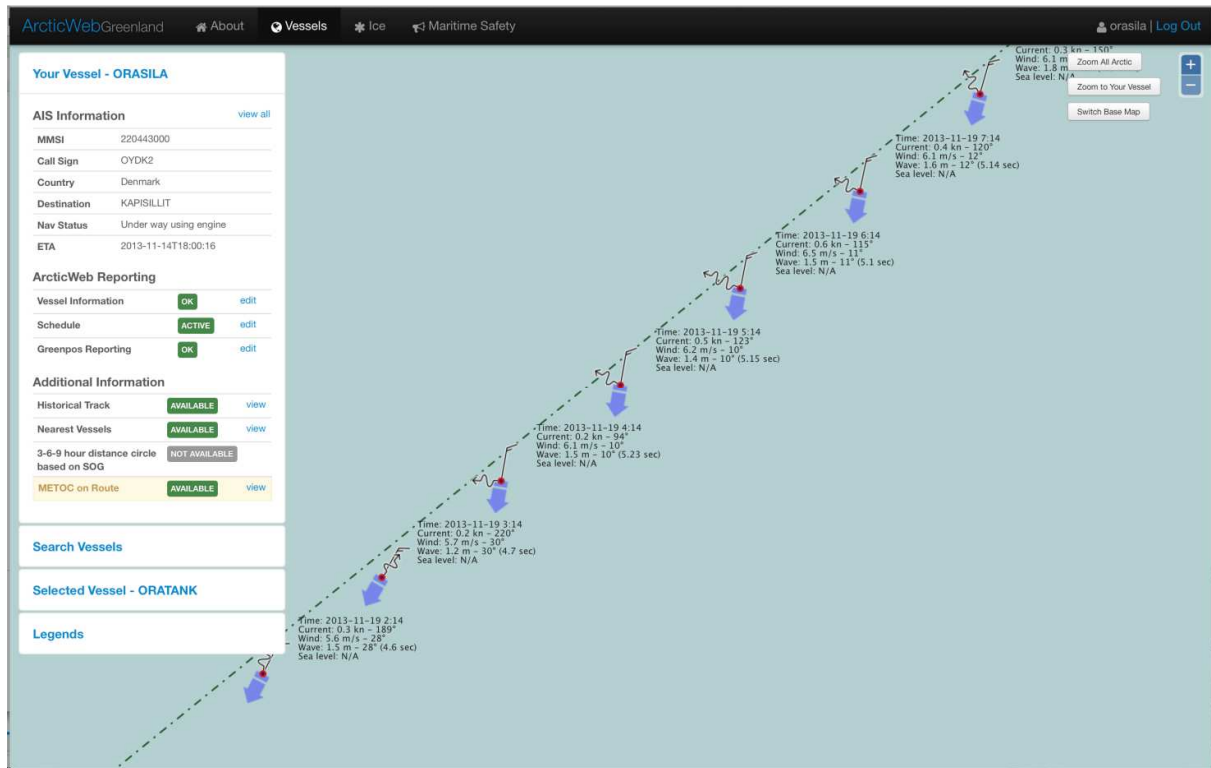 ArcticWebGreenland About Vessels Ice Maritime Safety orasila | Log Out
Your Vessel - ORASILA
AIS Information view all
MMSI 220443000
Call Sign OYDK2
Country Denmark
Destination KAPISILLIT
Nav Status Under way using engine
ETA 2013-11-14T18:00:16
ArcticWeb Reporting
Vessel Information OK edit
Schedule ACTIVE edit
Greenpos Reporting OK edit
Additional Information
Historical Track AVAILABLE view
Nearest Vessels AVAILABLE view
3-6-9 hour distance circle NOT AVAILABLE
based on SOG
METOC on Route AVAILABLE view
Search Vessels
Selected Vessel - ORATANK
Legends
Current: 0.3 kn - 150°
Wind: 6.1 m
Wave: 1.8 m
Sea level: N/A
Zoom All Arctic
Zoom to Your Vessel
Switch Base Map
+
−
Time: 2013-11-19 7:14
Current: 0.4 kn - 120°
Wind: 6.1 m/s - 12°
Wave: 1.6 m - 12° (5.14 sec)
Sea level: N/A
Time: 2013-11-19 6:14
Current: 0.6 kn - 115°
Wind: 6.5 m/s - 11°
Wave: 1.5 m - 11° (5.1 sec)
Sea level: N/A
Time: 2013-11-19 5:14
Current: 0.5 kn - 123°
Wind: 6.2 m/s - 10°
Wave: 1.4 m - 10° (5.15 sec)
Sea level: N/A
Time: 2013-11-19 4:14
Current: 0.2 kn - 94°
Wind: 6.1 m/s - 10°
Wave: 1.5 m - 10° (5.23 sec)
Sea level: N/A
Time: 2013-11-19 3:14
Current: 0.2 kn - 220°
Wind: 5.7 m/s - 30°
Wave: 1.2 m - 30° (4.7 sec)
Sea level: N/A
Time: 2013-11-19 2:14
Current: 0.3 kn - 189°
Wind: 5.6 m/s - 28°
Wave: 1.5 m - 28° (4.6 sec)
Sea level: N/A